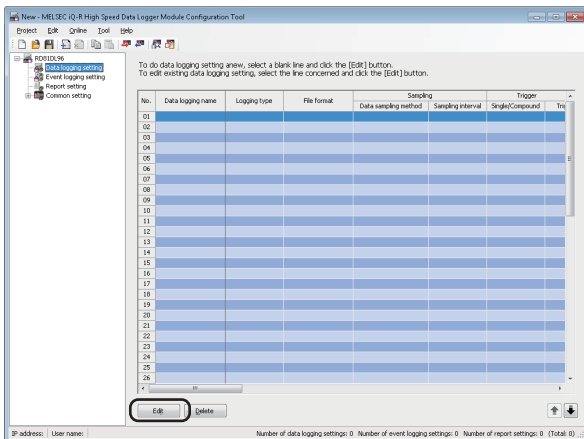 New - MELSEC iQ-R High Speed Data Logger Module Configuration Tool
Project Edit Online Tool Help
RD81DL96
Data logging setting
Event logging setting
Report setting
Common setting
To do data logging setting anew, select a blank line and click the [Edit] button.
To edit existing data logging setting, select the line concerned and click the [Edit] button.
No. Data logging name Logging type File format Sampling Trigger
Data sampling method Sampling interval Single/Compound Trig
01
02
03
04
05
06
07
08
09
10
11
12
13
14
15
16
17
18
19
20
21
22
23
24
25
26
Edit Delete
IP address: User name: Number of data logging settings: 0 Number of event logging settings: 0 Number of report settings: 0 (Total: 0)